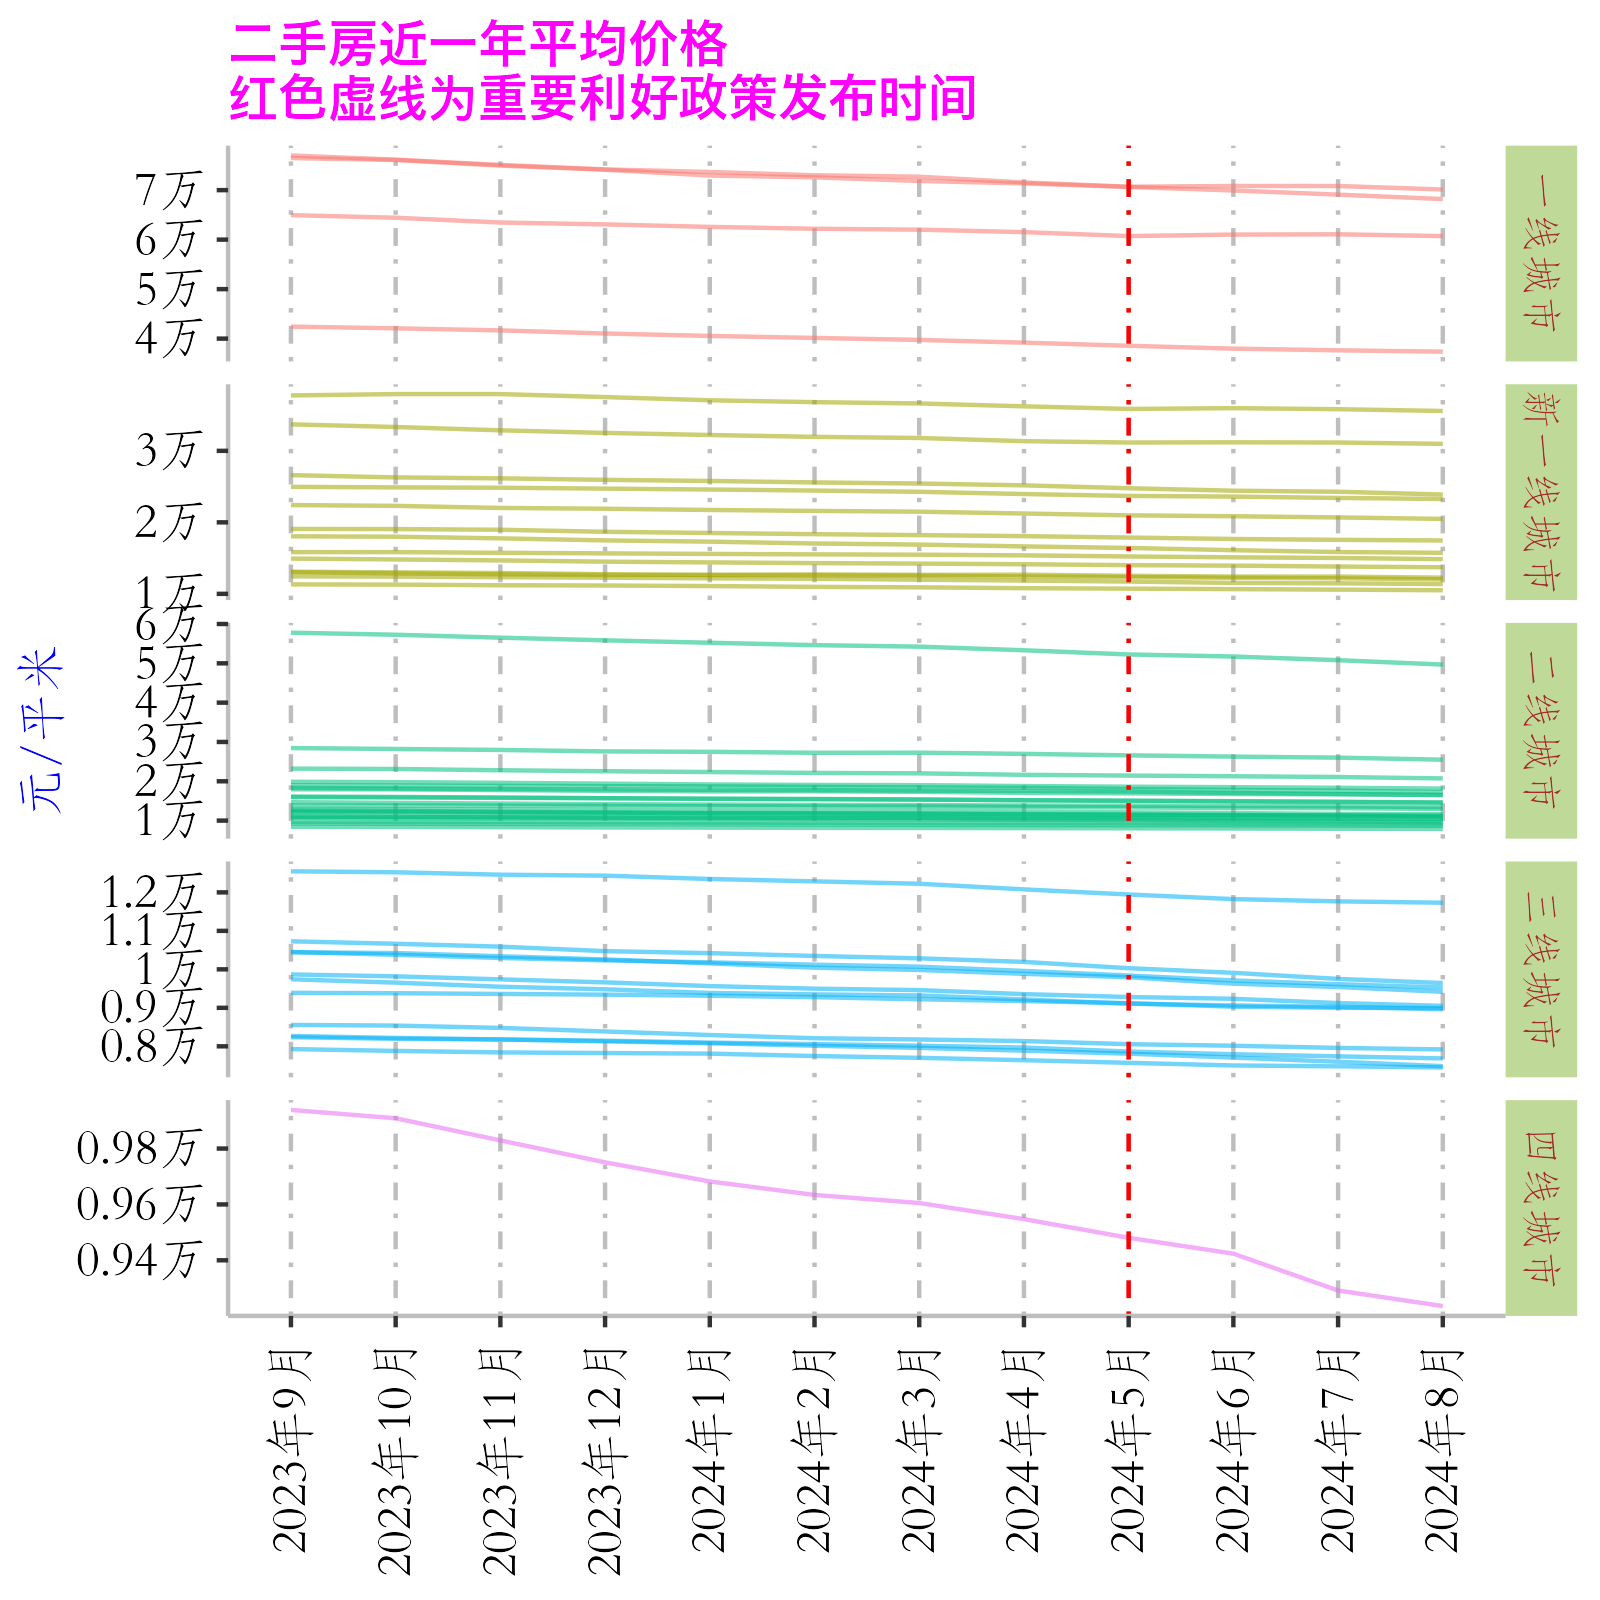 二手房近一年平均价格
红色虚线为重要利好政策发布时间
元/平米
7万
6万
5万
4万
一线城市
3万
2万
1万
新一线城市
6万
5万
4万
3万
2万
1万
二线城市
1.2万
1.1万
1万
0.9万
0.8万
三线城市
0.98万
0.96万
0.94万
四线城市
2023年9月
2023年10月
2023年11月
2023年12月
2024年1月
2024年2月
2024年3月
2024年4月
2024年5月
2024年6月
2024年7月
2024年8月